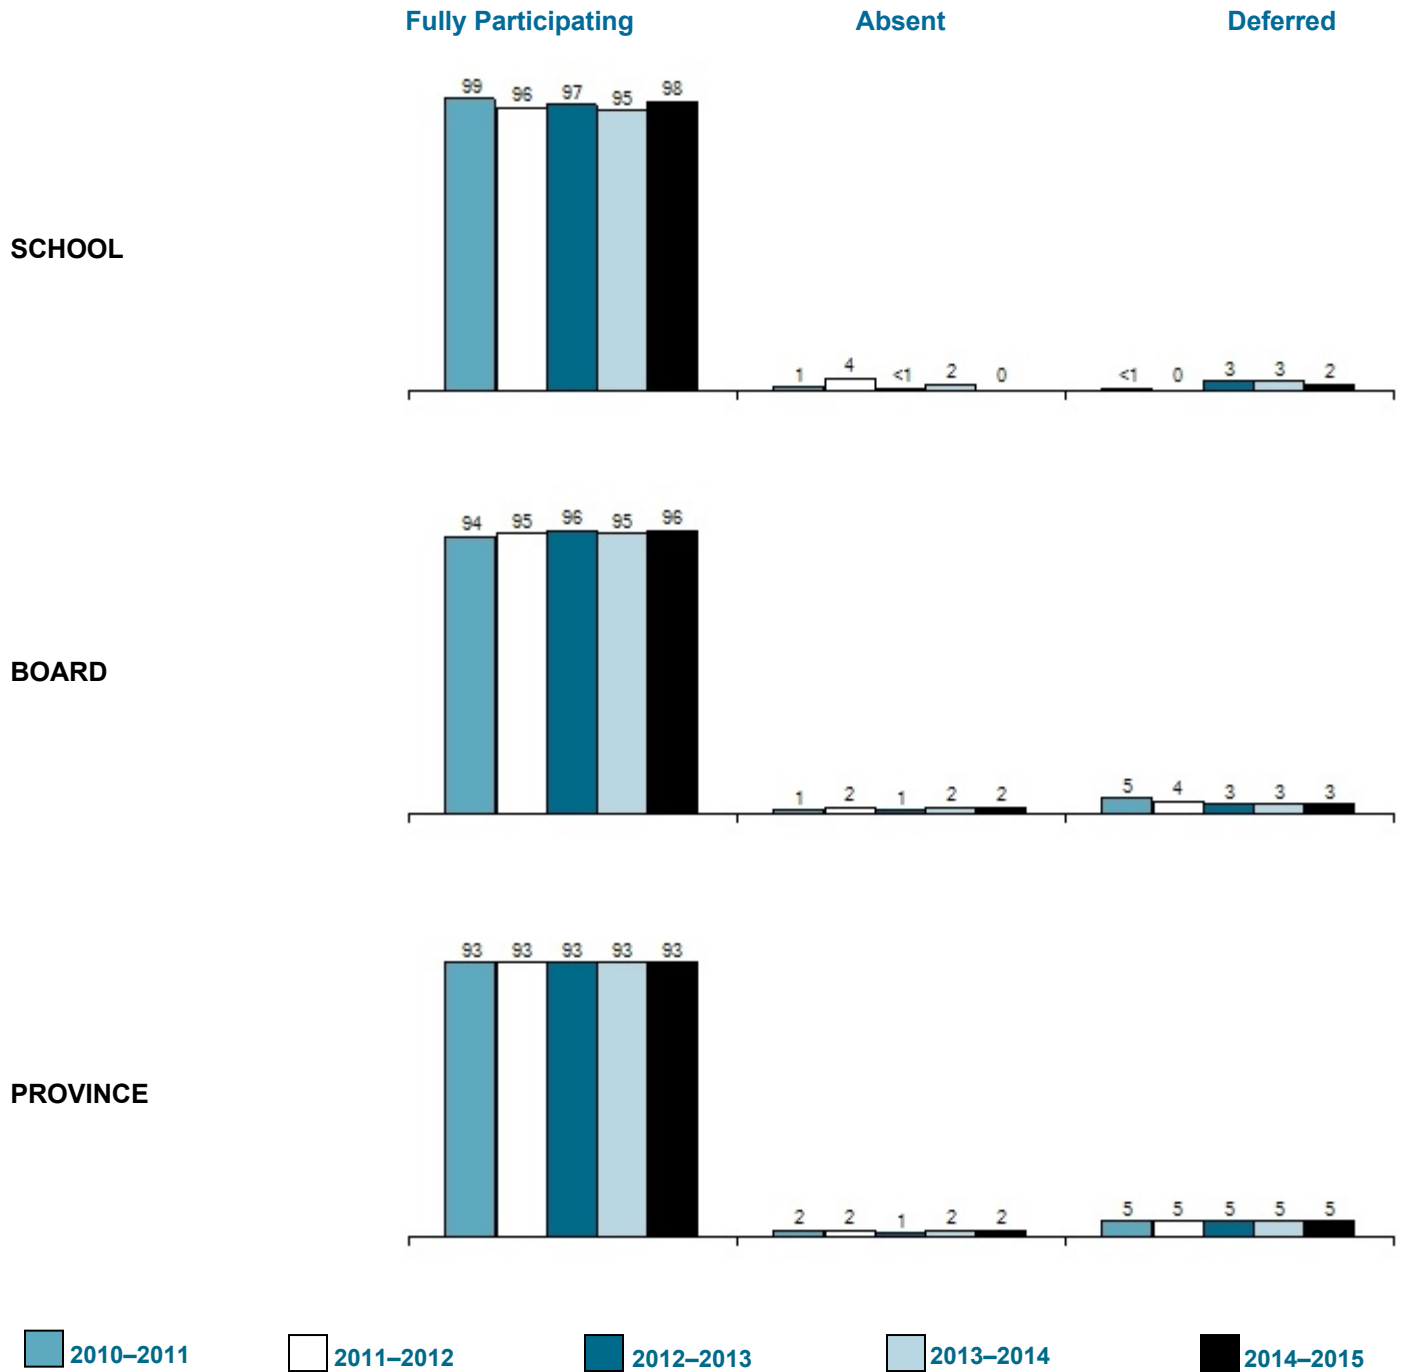 Fully Participating Absent Deferred
99 96 97 95 98
1 4 <1 2 0
<1 0 3 3 2
SCHOOL
94 95 96 95 96
1 2 1 2 2
5 4 3 3 3
BOARD
93 93 93 93 93
2 2 1 2 2
5 5 5 5 5
PROVINCE
2010–2011 2011–2012 2012–2013 2013–2014 2014–2015